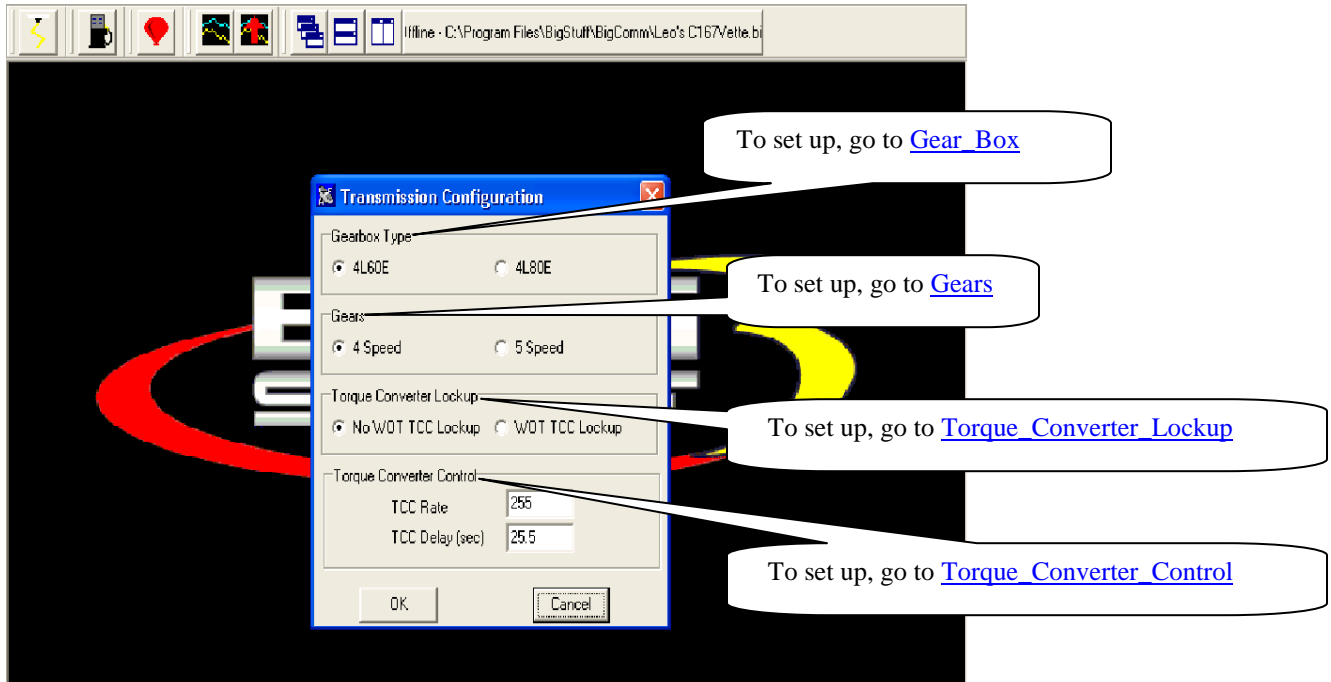 Iffline - C:\Program Files\BigStuff\BigComm\Leo's C167Vette.bi
To set up, go to Gear_Box
Transmission Configuration
Gearbox Type
4L60E 4L80E
To set up, go to Gears
Gears
4 Speed 5 Speed
Torque Converter Lockup
No WOT TCC Lockup WOT TCC Lockup
To set up, go to Torque_Converter_Lockup
Torque Converter Control
TCC Rate 255
TCC Delay (sec) 25.5
To set up, go to Torque_Converter_Control
OK Cancel